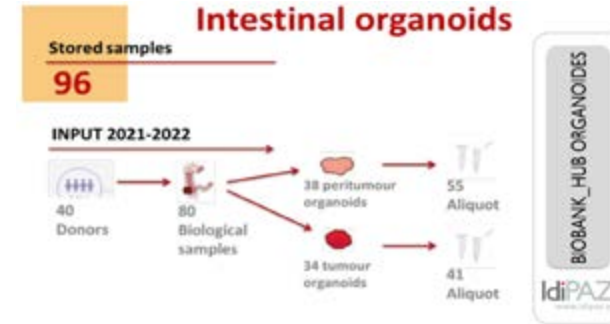 Intestinal organoids
Stored samples
96
INPUT 2021-2022
40
Donors
80
Biological
samples
38 peritumour
organoids
55
Aliquot
34 tumour
organoids
41
Aliquot
BIOBANK_HUB ORGANOIDES
IdiPAZ